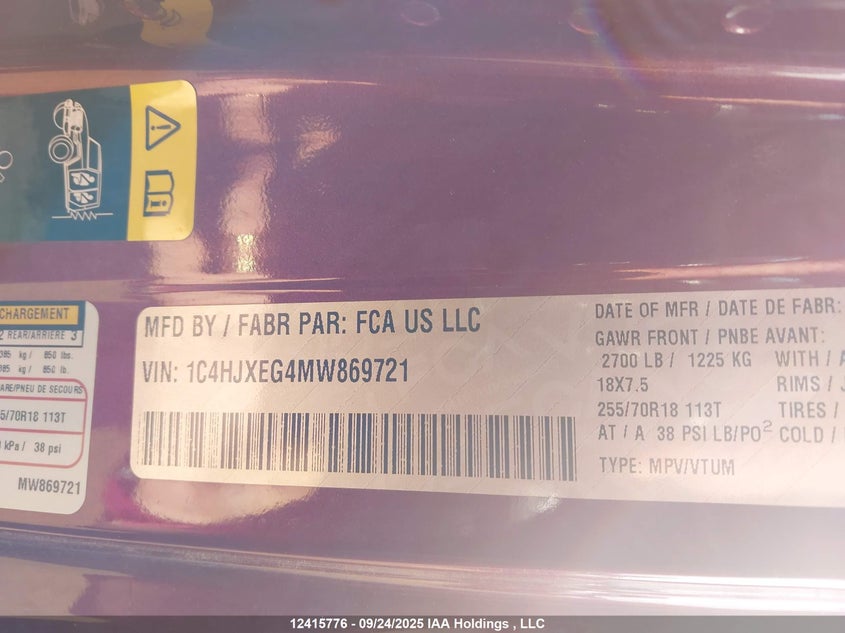 CHARGEMENT
2 REAR/ARRIÈRE 3
385 kg / 850 lbs.
385 kg / 850 lb.
ARE/PNEU DE SECOURS
5/70R18 113T
kPa / 38 psi
MW869721
MFD BY / FABR PAR: FCA US LLC
VIN: 1C4HJXEG4MW869721
DATE OF MFR / DATE DE FABR:
GAWR FRONT / PNBE AVANT:
2700 LB / 1225 KG WITH / A
18X7.5 RIMS / J
255/70R18 113T TIRES /
AT / A 38 PSI LB/PO² COLD /
TYPE: MPV/VTUM
12415776 - 09/24/2025 IAA Holdings , LLC